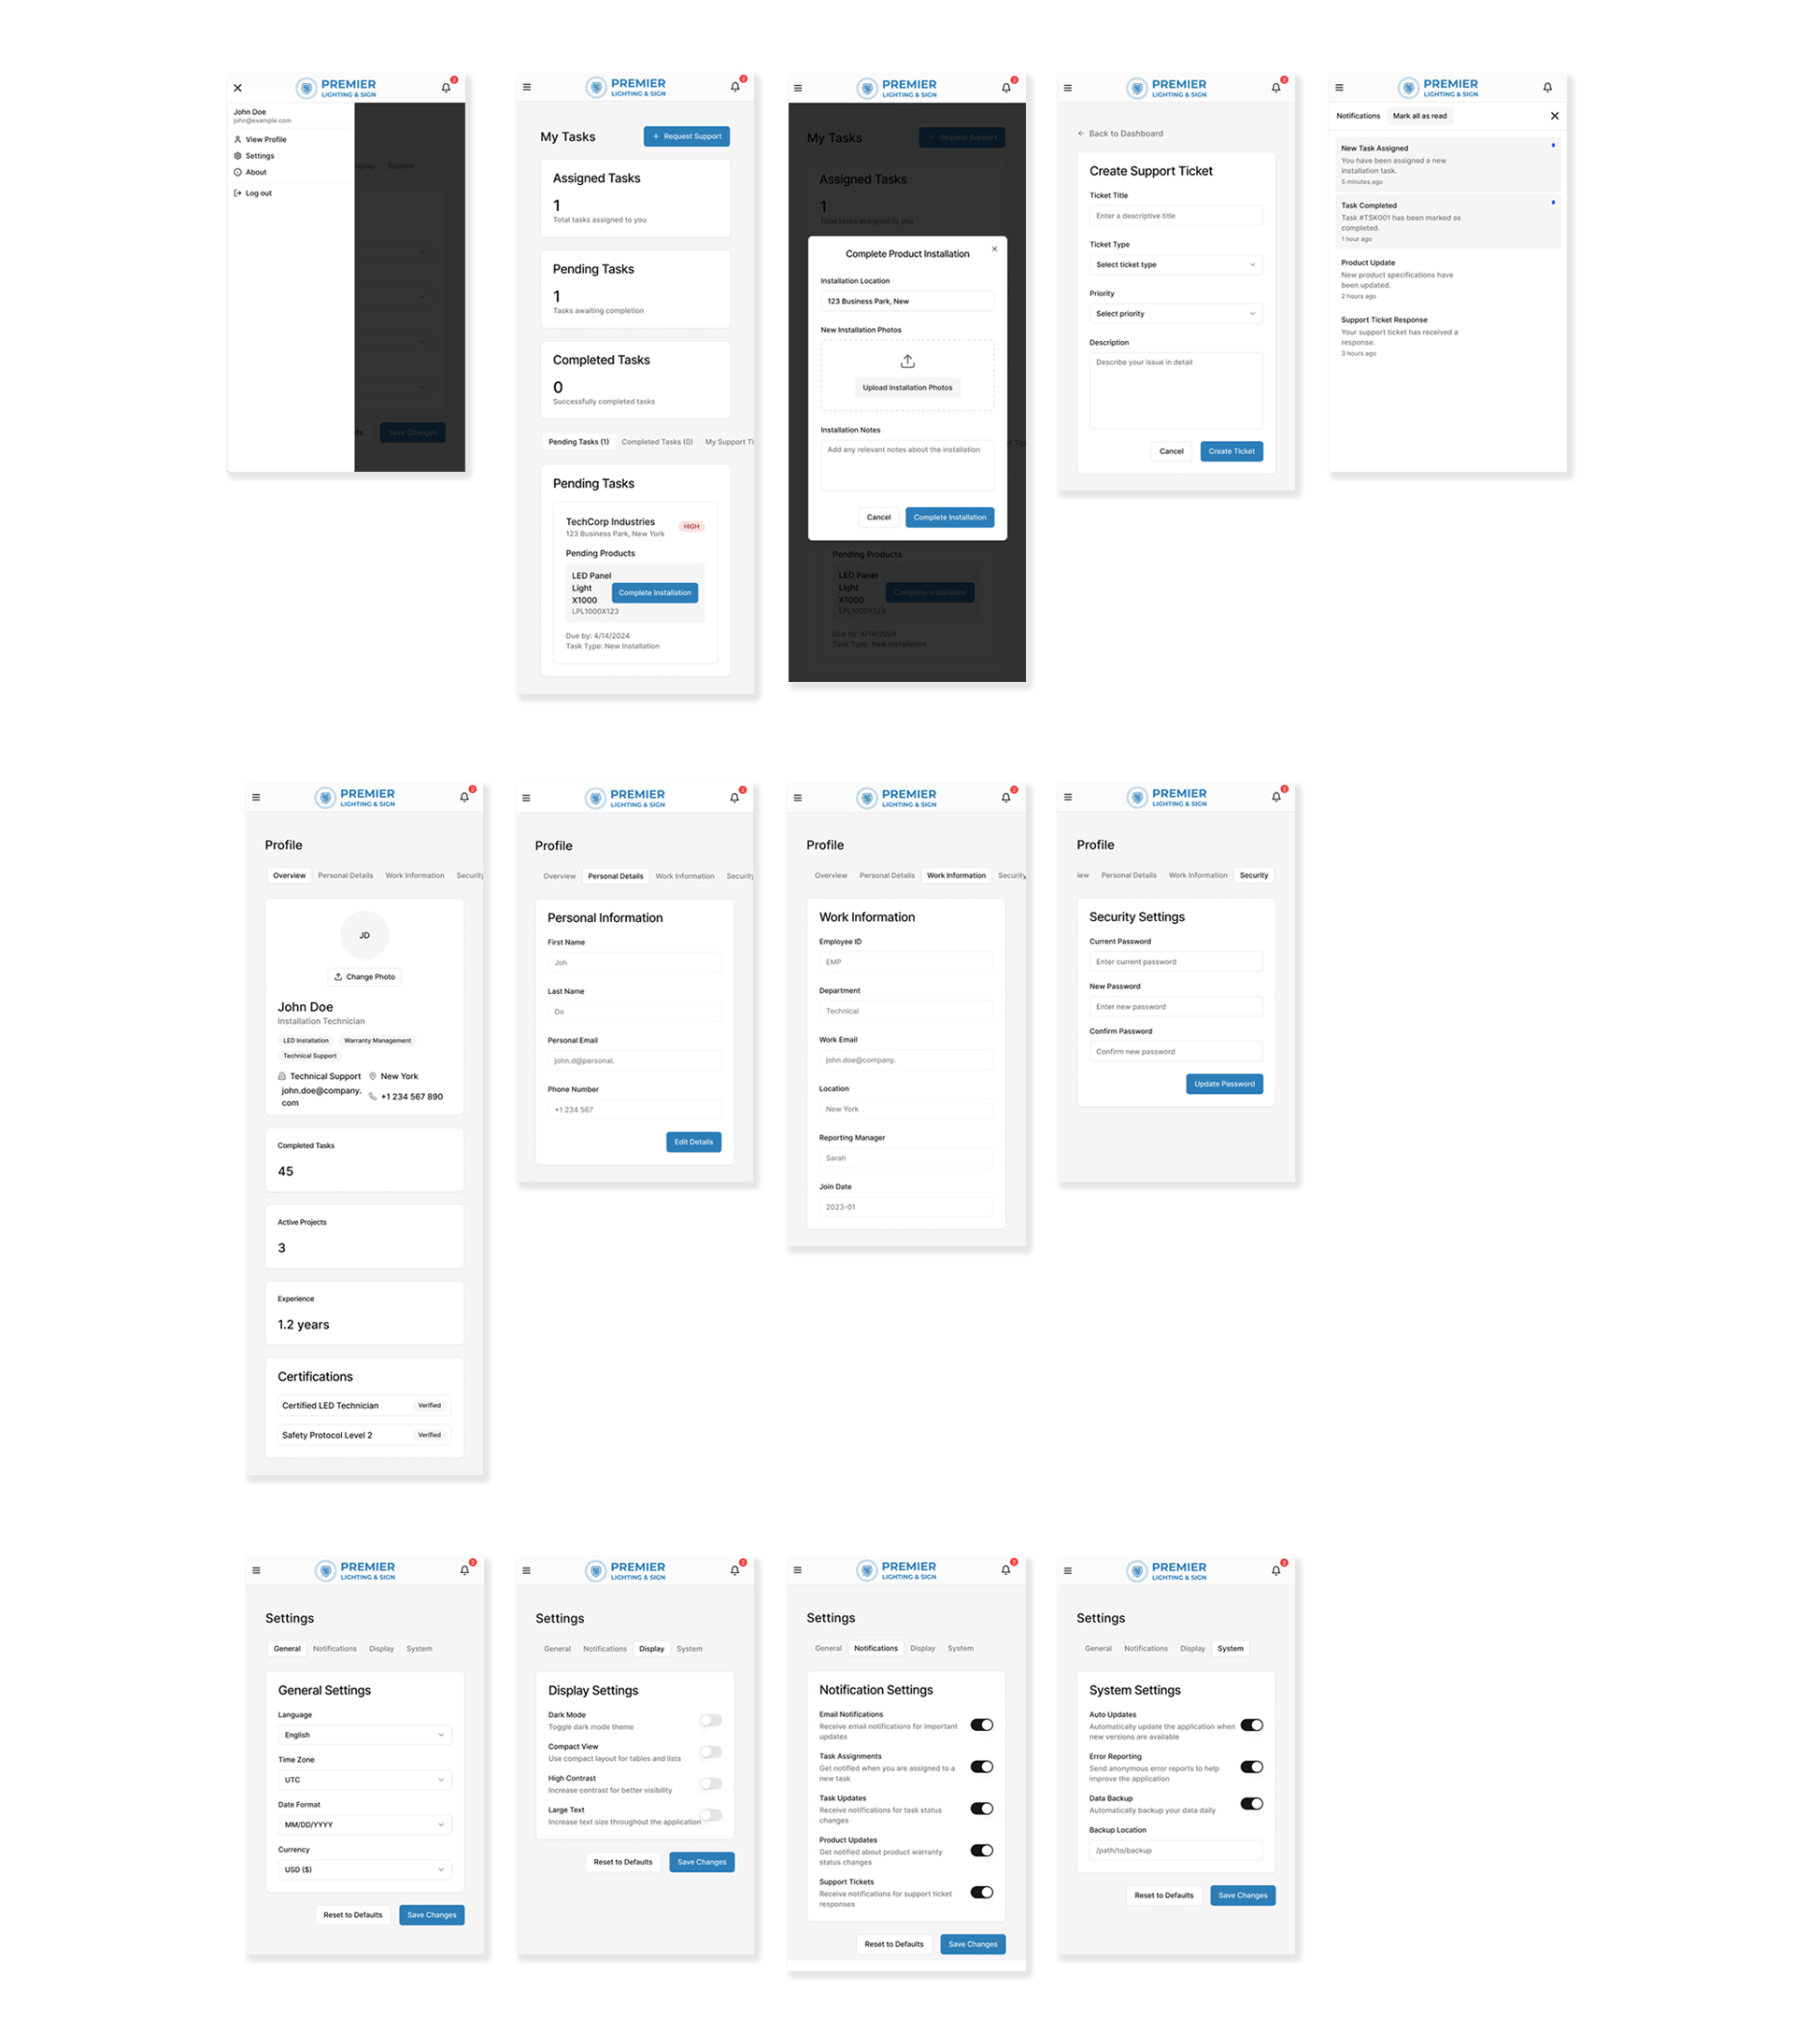 PREMIER
LIGHTING & SIGN
2
John Doe
john@example.com
View Profile
Settings
About
Log out
System
Save Changes
PREMIER
LIGHTING & SIGN
2
My Tasks
+ Request Support
Assigned Tasks
1
Total tasks assigned to you
Pending Tasks
1
Tasks awaiting completion
Completed Tasks
0
Successfully completed tasks
Pending Tasks (1) Completed Tasks (0) My Support Ti
Pending Tasks
TechCorp Industries
HIGH
123 Business Park, New York
Pending Products
LED Panel
Light
X1000
LPL1000X123
Complete Installation
Due by: 4/14/2024
Task Type: New Installation
PREMIER
LIGHTING & SIGN
2
My Tasks
+ Request Support
Assigned Tasks
1
Total tasks assigned to you
Complete Product Installation
Installation Location
123 Business Park, New
New Installation Photos
Upload Installation Photos
Installation Notes
Add any relevant notes about the installation
Cancel
Complete Installation
Pending Products
LED Panel
Light
X1000
LPL1000X123
Complete Installation
Due by: 4/14/2024
Task Type: New Installation
PREMIER
LIGHTING & SIGN
2
Back to Dashboard
Create Support Ticket
Ticket Title
Enter a descriptive title
Ticket Type
Select ticket type
Priority
Select priority
Description
Describe your issue in detail
Cancel
Create Ticket
PREMIER
LIGHTING & SIGN
Notifications Mark all as read
New Task Assigned
You have been assigned a new
installation task.
5 minutes ago
Task Completed
Task #TSK001 has been marked as
completed.
1 hour ago
Product Update
New product specifications have
been updated.
2 hours ago
Support Ticket Response
Your support ticket has received a
response.
3 hours ago
PREMIER
LIGHTING & SIGN
2
Profile
Overview Personal Details Work Information Security
JD
Change Photo
John Doe
Installation Technician
LED Installation Warranty Management
Technical Support
Technical Support New York
john.doe@company.
com
+1 234 567 890
Completed Tasks
45
Active Projects
3
Experience
1.2 years
Certifications
Certified LED Technician Verified
Safety Protocol Level 2 Verified
PREMIER
LIGHTING & SIGN
2
Profile
Overview Personal Details Work Information Security
Personal Information
First Name
Joh
Last Name
Do
Personal Email
john.d@personal.
Phone Number
+1 234 567
Edit Details
PREMIER
LIGHTING & SIGN
2
Profile
Overview Personal Details Work Information Security
Work Information
Employee ID
EMP
Department
Technical
Work Email
john.doe@company.
Location
New York
Reporting Manager
Sarah
Join Date
2023-01
PREMIER
LIGHTING & SIGN
2
Profile
iew Personal Details Work Information Security
Security Settings
Current Password
Enter current password
New Password
Enter new password
Confirm Password
Confirm new password
Update Password
PREMIER
LIGHTING & SIGN
2
Settings
General Notifications Display System
General Settings
Language
English
Time Zone
UTC
Date Format
MM/DD/YYYY
Currency
USD ($)
Reset to Defaults
Save Changes
PREMIER
LIGHTING & SIGN
2
Settings
General Notifications Display System
Display Settings
Dark Mode
Toggle dark mode theme
Compact View
Use compact layout for tables and lists
High Contrast
Increase contrast for better visibility
Large Text
Increase text size throughout the application
Reset to Defaults
Save Changes
PREMIER
LIGHTING & SIGN
2
Settings
General Notifications Display System
Notification Settings
Email Notifications
Receive email notifications for important
updates
Task Assignments
Get notified when you are assigned to a
new task
Task Updates
Receive notifications for task status
changes
Product Updates
Get notified about product warranty
status changes
Support Tickets
Receive notifications for support ticket
responses
Reset to Defaults
Save Changes
PREMIER
LIGHTING & SIGN
2
Settings
General Notifications Display System
System Settings
Auto Updates
Automatically update the application when
new versions are available
Error Reporting
Send anonymous error reports to help
improve the application
Data Backup
Automatically backup your data daily
Backup Location
/path/to/backup
Reset to Defaults
Save Changes